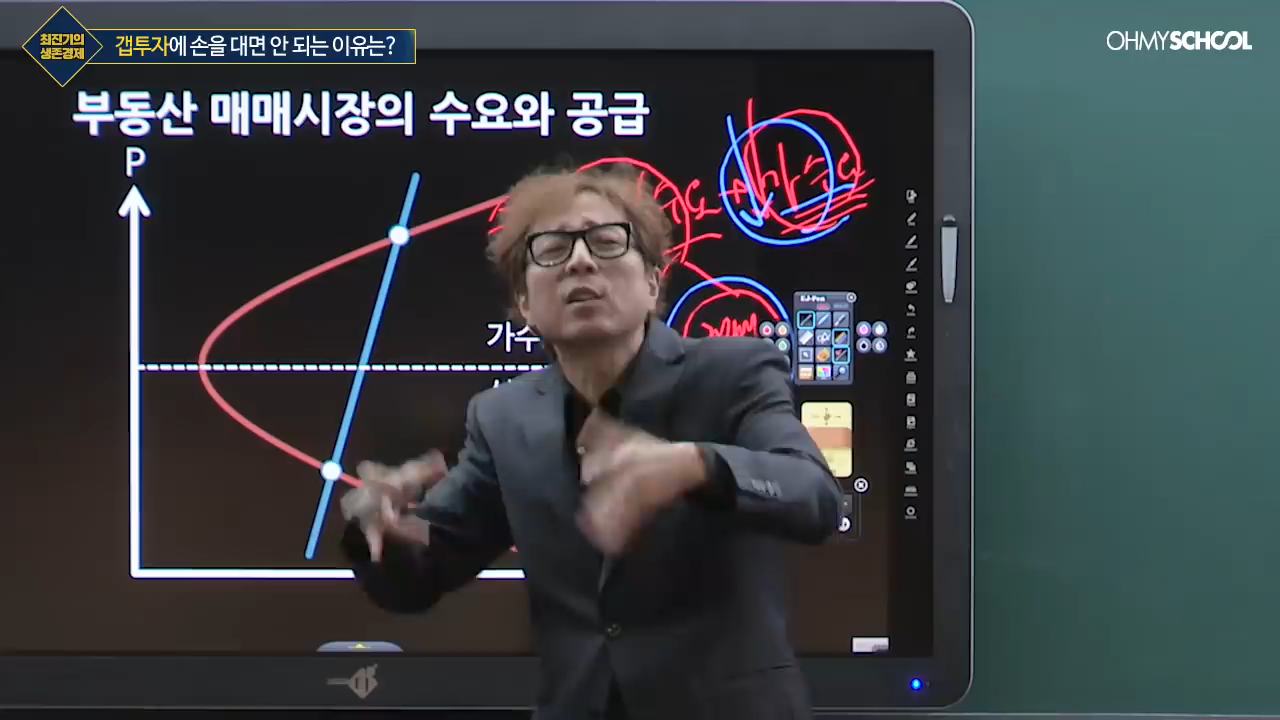 최진기의
생존경제
갭투자에 손을 대면 안 되는 이유는?
OHMYSCHOOL
부동산 매매시장의 수요와 공급
P
가수
EJ-Pen